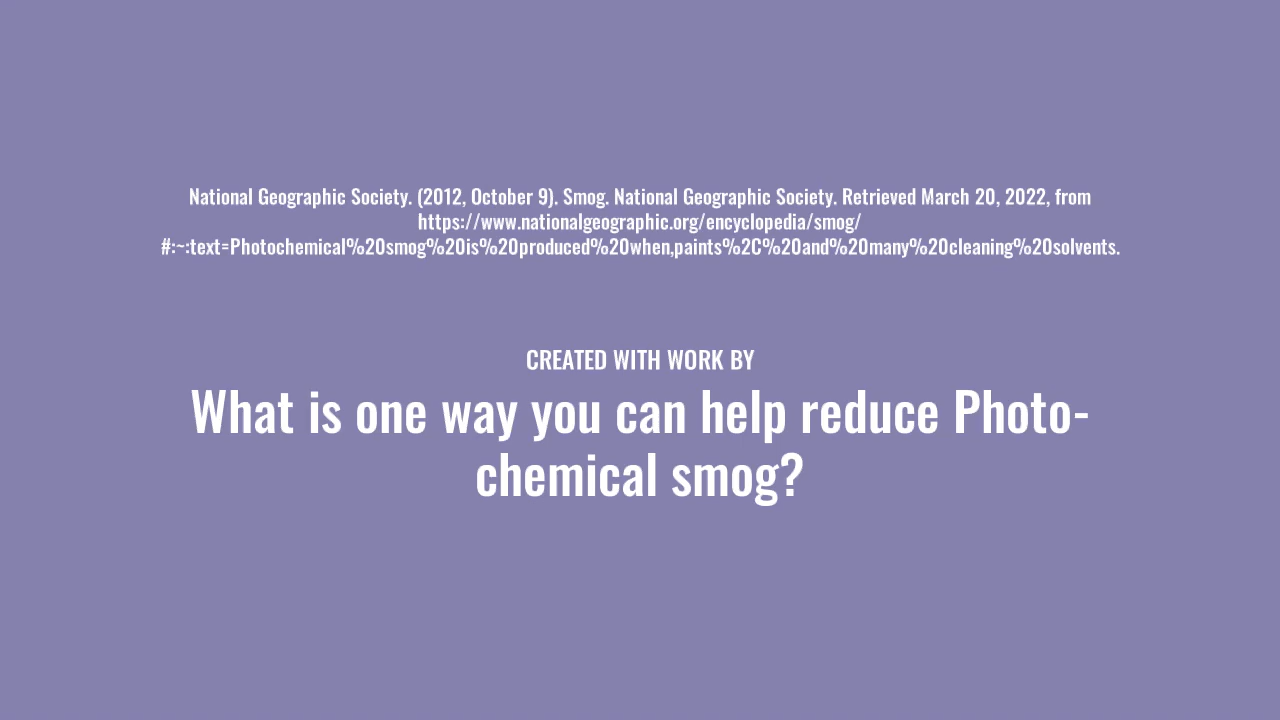 National Geographic Society. (2012, October 9). Smog. National Geographic Society. Retrieved March 20, 2022, from
https://www.nationalgeographic.org/encyclopedia/smog/
#:~:text=Photochemical%20smog%20is%20produced%20when,paints%2C%20and%20many%20cleaning%20solvents.
CREATED WITH WORK BY
What is one way you can help reduce Photo-
chemical smog?